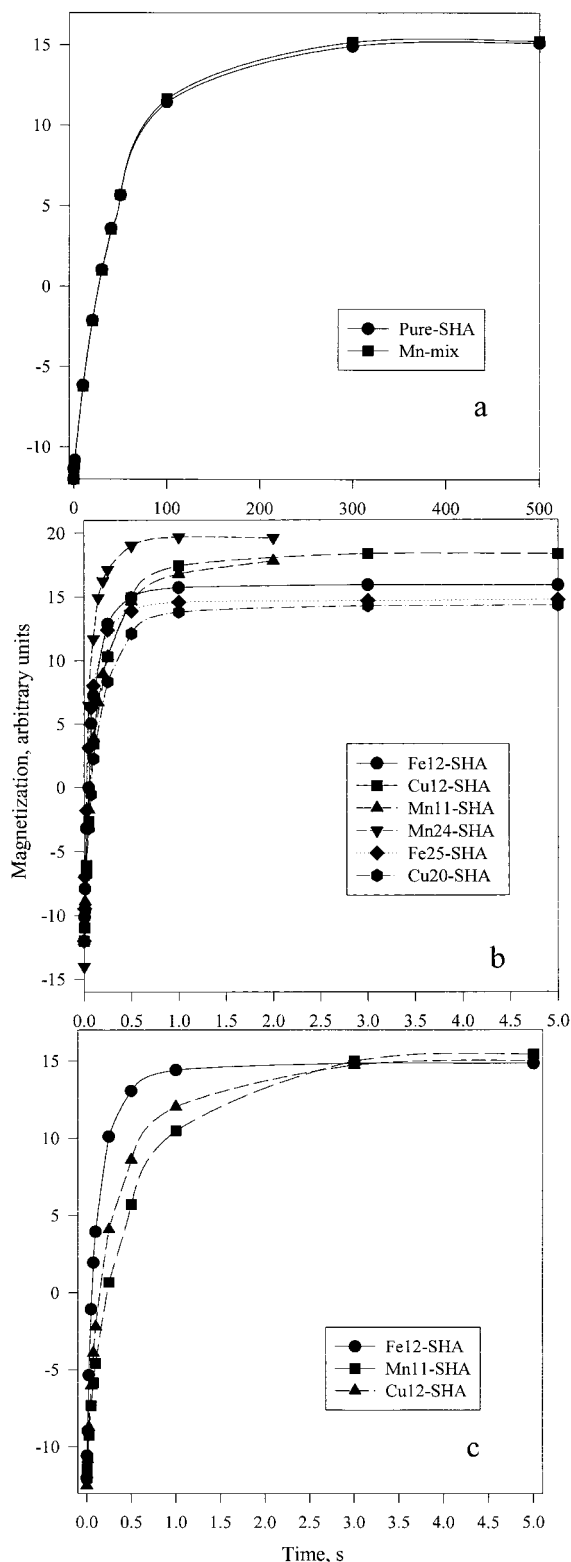 15
10
5
0
-5
-10
Pure-SHA
Mn-mix
a
0 100 200 300 400 500
Magnetization, arbitrary units
20
15
10
5
0
-5
-10
-15
Fe12-SHA
Cu12-SHA
Mn11-SHA
Mn24-SHA
Fe25-SHA
Cu20-SHA
b
0.0 0.5 1.0 1.5 2.0 2.5 3.0 3.5 4.0 4.5 5.0
15
10
5
0
-5
-10
Fe12-SHA
Mn11-SHA
Cu12-SHA
c
0.0 0.5 1.0 1.5 2.0 2.5 3.0 3.5 4.0 4.5 5.0
Time, s